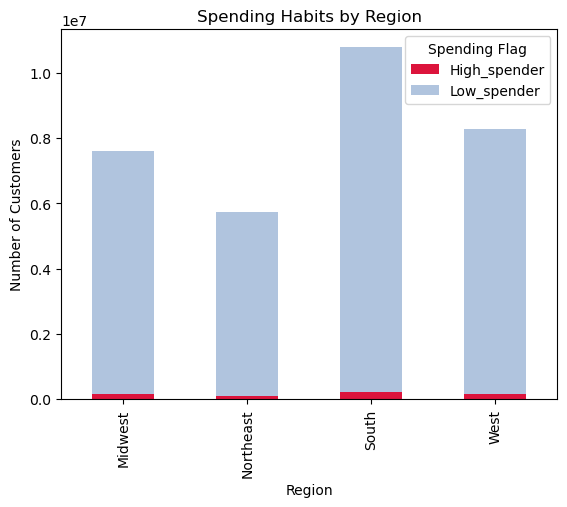 Spending Habits by Region
1e7
Spending Flag
High_spender
Low_spender
1.0
0.8
0.6
0.4
0.2
0.0
Number of Customers
Midwest
Northeast
South
West
Region